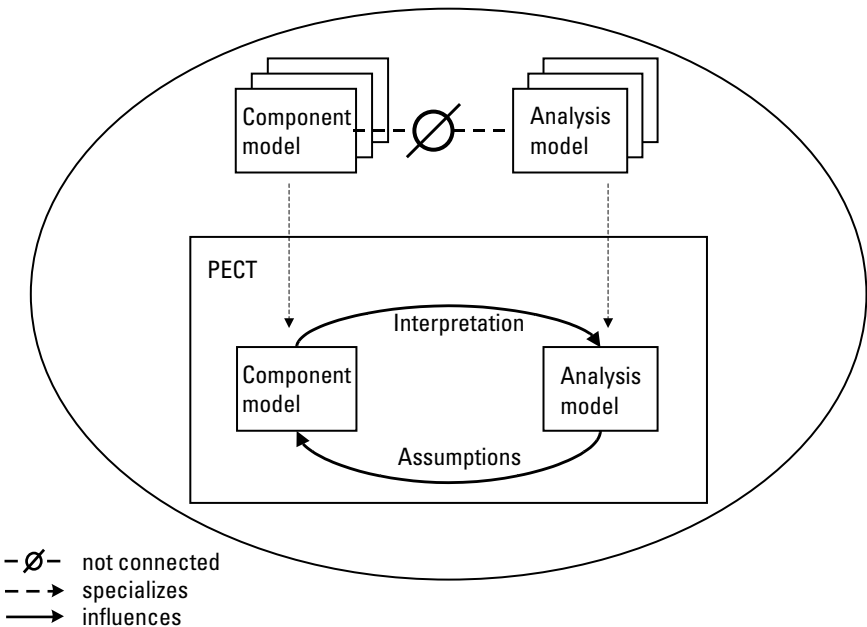 Component
model
Analysis
model
PECT
Interpretation
Component
model
Analysis
model
Assumptions
not connected
specializes
influences